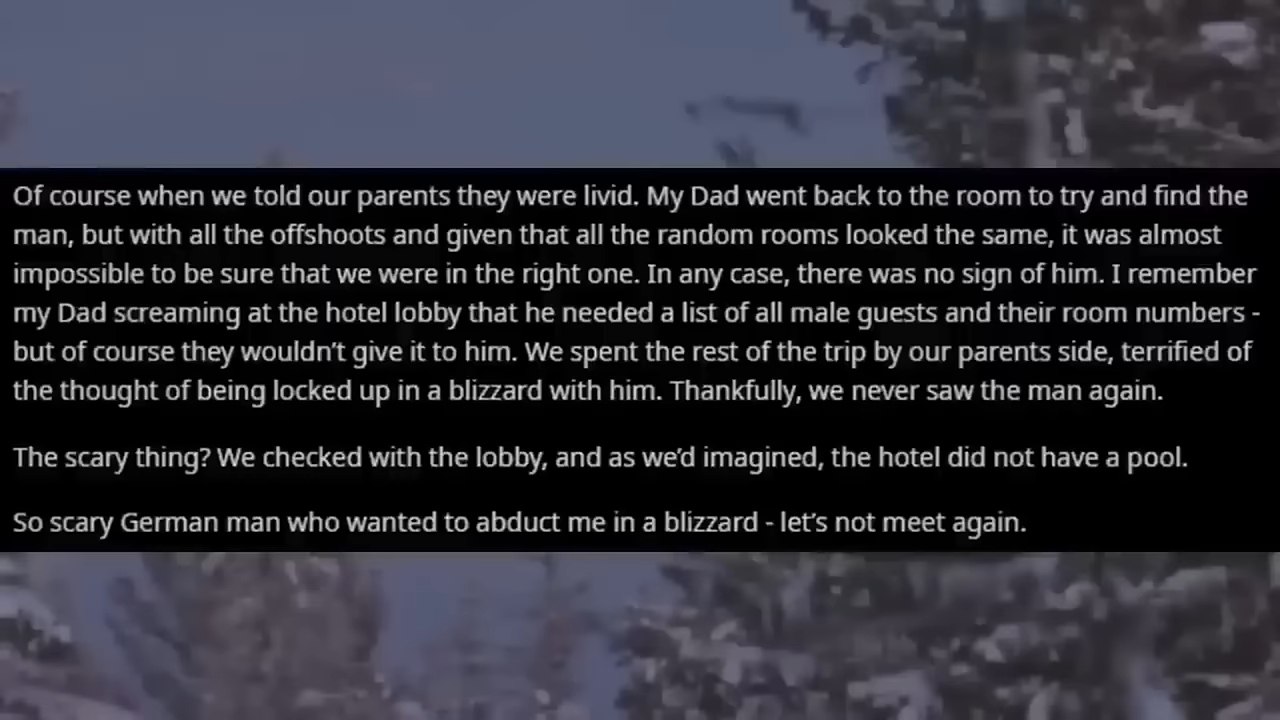 Of course when we told our parents they were livid. My Dad went back to the room to try and find the
man, but with all the offshoots and given that all the random rooms looked the same, it was almost
impossible to be sure that we were in the right one. In any case, there was no sign of him. I remember
my Dad screaming at the hotel lobby that he needed a list of all male guests and their room numbers -
but of course they wouldn’t give it to him. We spent the rest of the trip by our parents side, terrified of
the thought of being locked up in a blizzard with him. Thankfully, we never saw the man again.
The scary thing? We checked with the lobby, and as we’d imagined, the hotel did not have a pool.
So scary German man who wanted to abduct me in a blizzard - let’s not meet again.